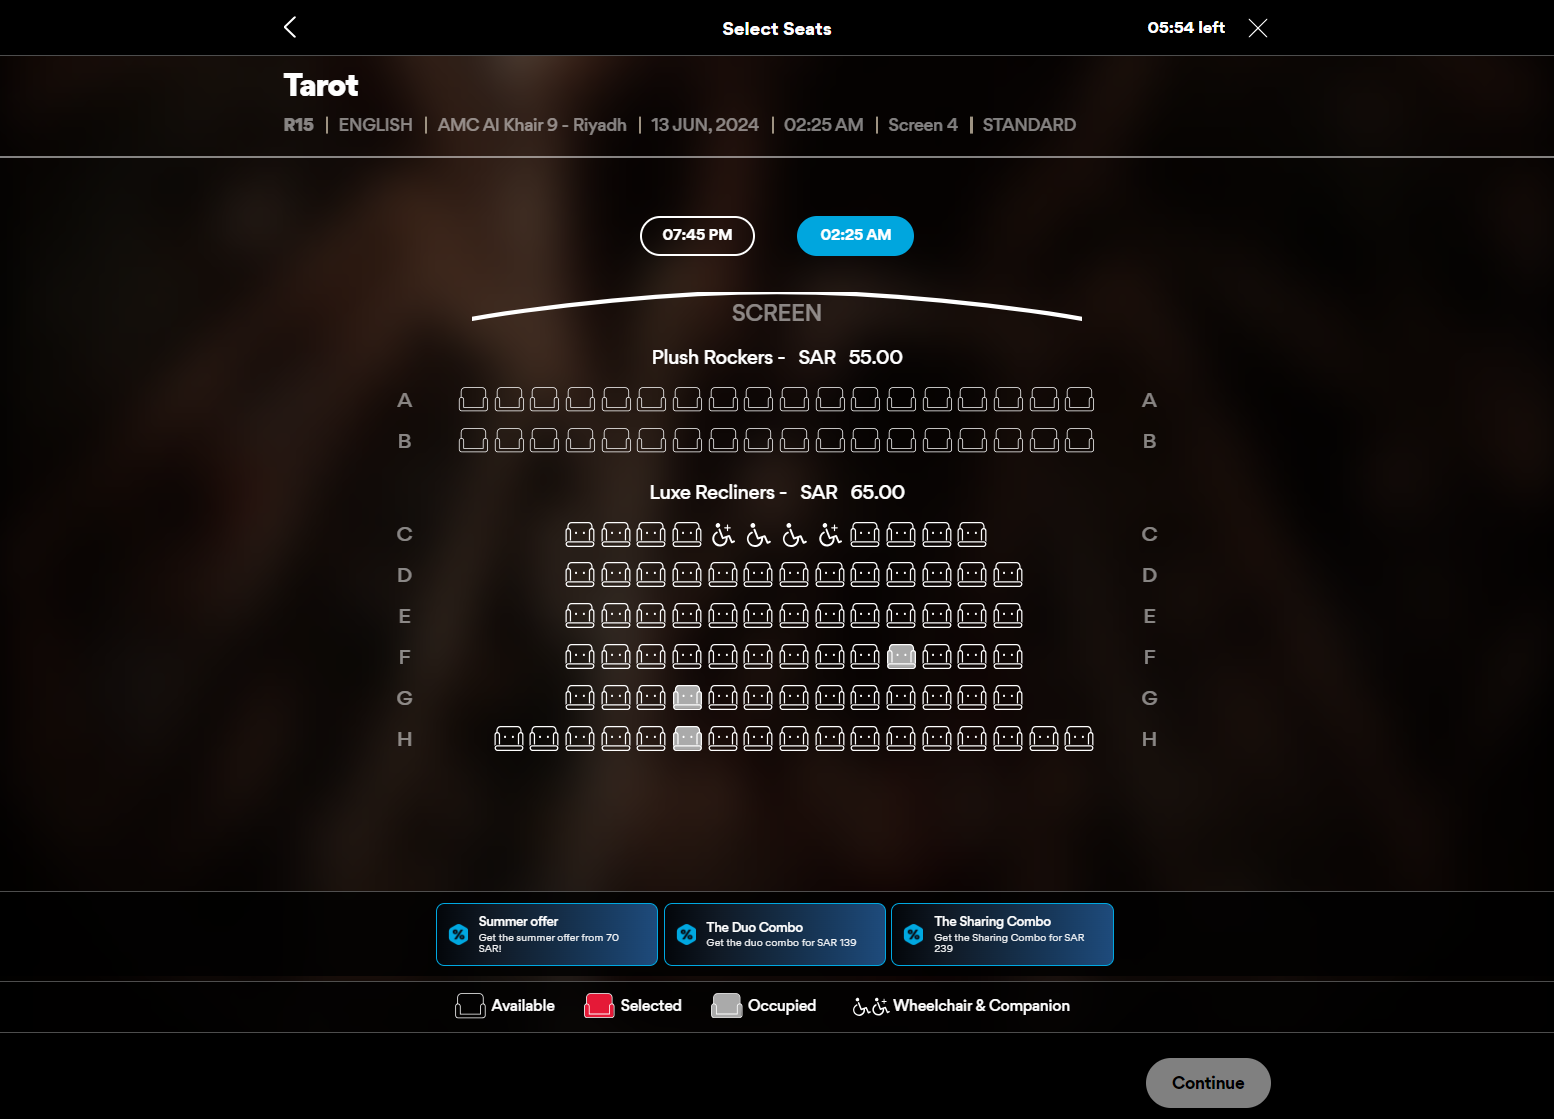 Select Seats
05:54 left
Tarot
R15 | ENGLISH | AMC Al Khair 9 - Riyadh | 13 JUN, 2024 | 02:25 AM | Screen 4 | STANDARD
07:45 PM
02:25 AM
SCREEN
Plush Rockers - SAR 55.00
A A
B B
Luxe Recliners - SAR 65.00
C C
D D
E E
F F
G G
H H
Summer offer
Get the summer offer from 70
SAR!
The Duo Combo
Get the duo combo for SAR 139
The Sharing Combo
Get the Sharing Combo for SAR
239
Available
Selected
Occupied
Wheelchair & Companion
Continue